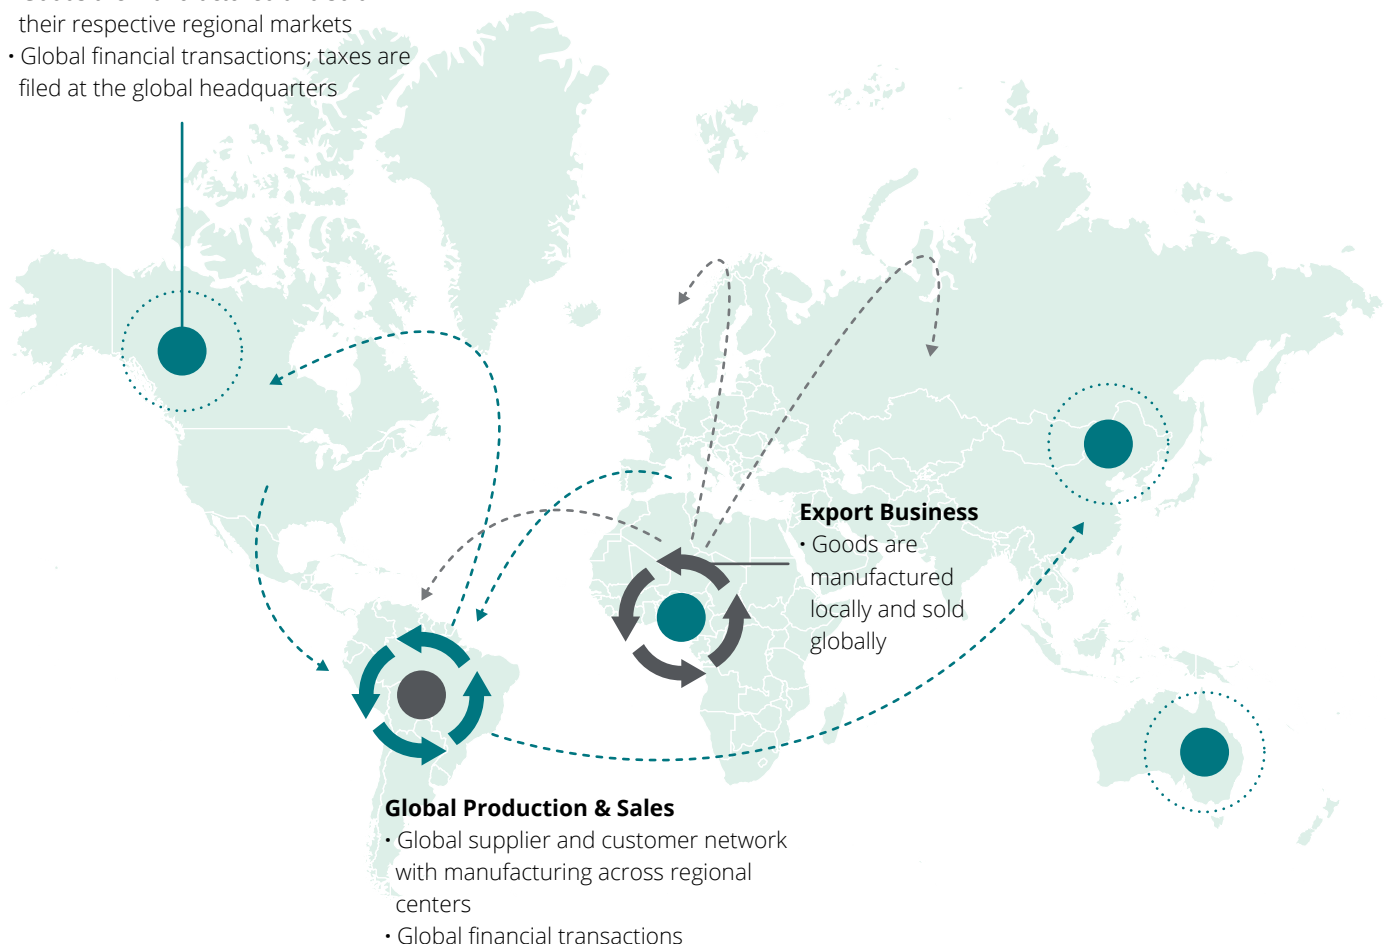 their respective regional markets
• Global financial transactions; taxes are
filed at the global headquarters
Export Business
• Goods are
manufactured
locally and sold
globally
Global Production & Sales
• Global supplier and customer network
with manufacturing across regional
centers
• Global financial transactions